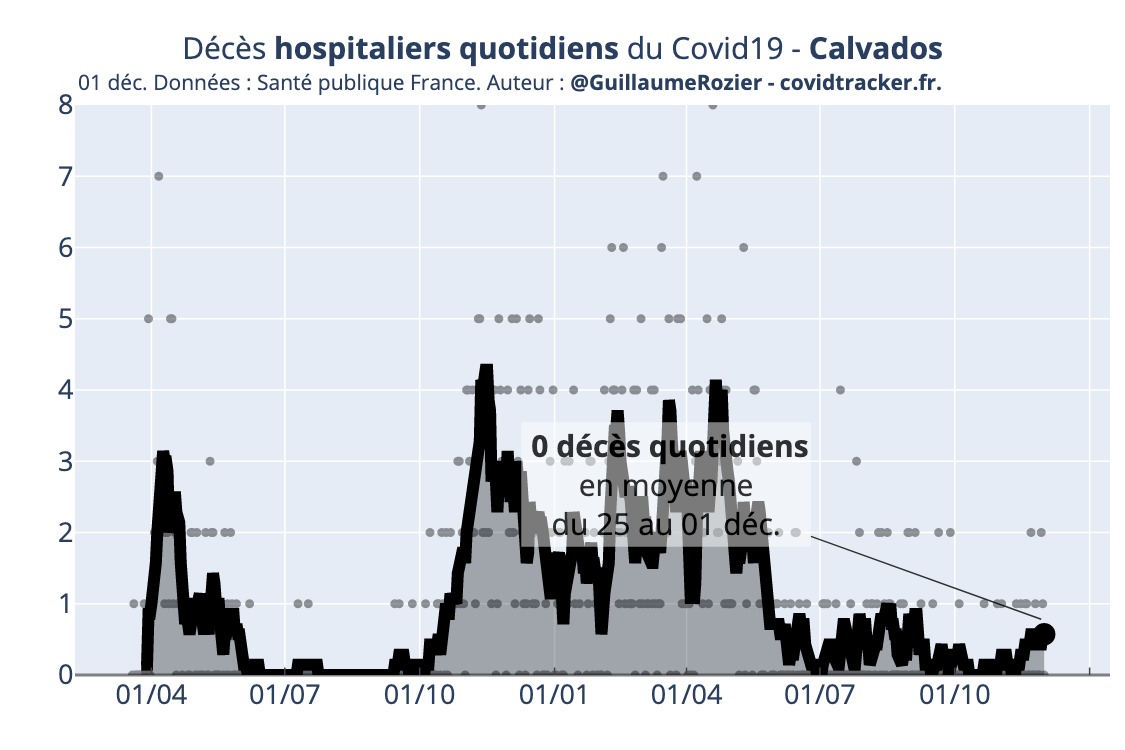 Décès hospitaliers quotidiens du Covid19 - Calvados
01 déc. Données : Santé publique France. Auteur : @GuillaumeRozier - covidtracker.fr.
8
7
6
5
4
3
2
1
0
0 décès quotidiens
en moyenne
du 25 au 01 déc.
01/04 01/07 01/10 01/01 01/04 01/07 01/10